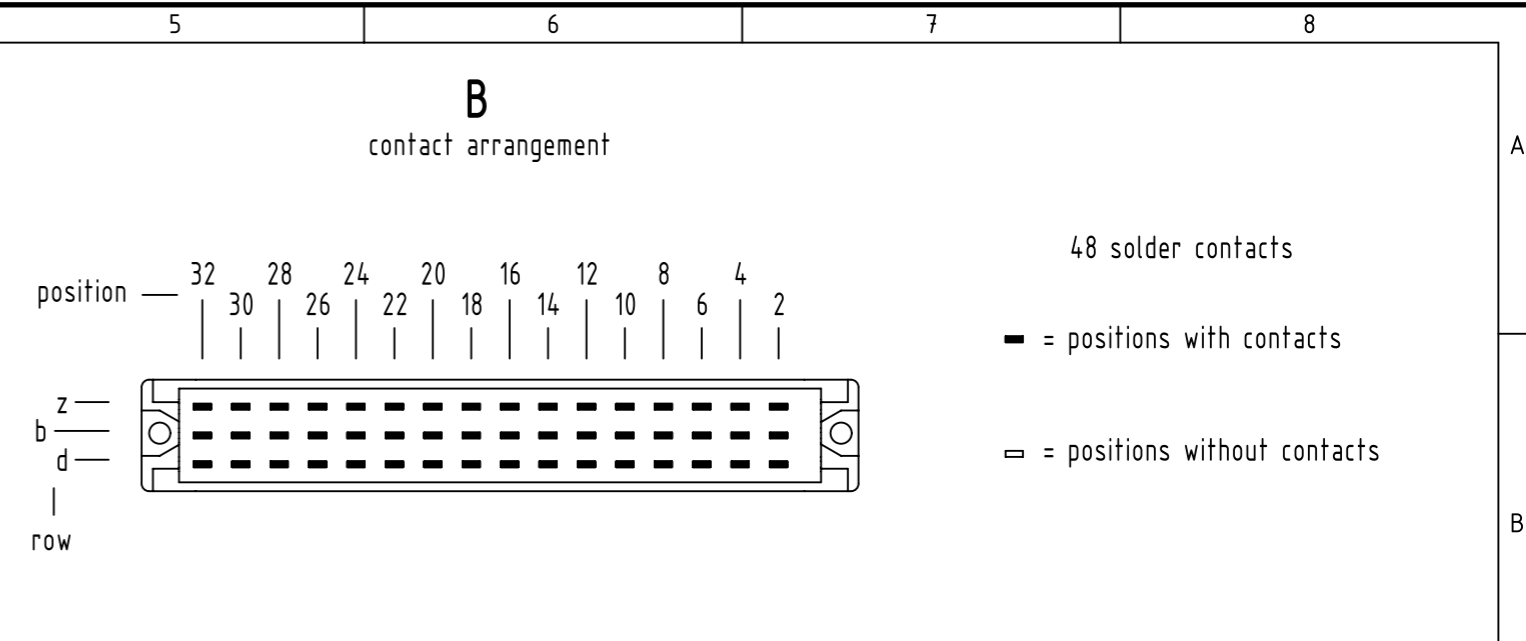 5 6 7 8
B
contact arrangement
A
48 solder contacts
position 32 28 24 20 16 12 8 4
30 26 22 18 14 10 6 2
= positions with contacts
z
b
d
= positions without contacts
row
B